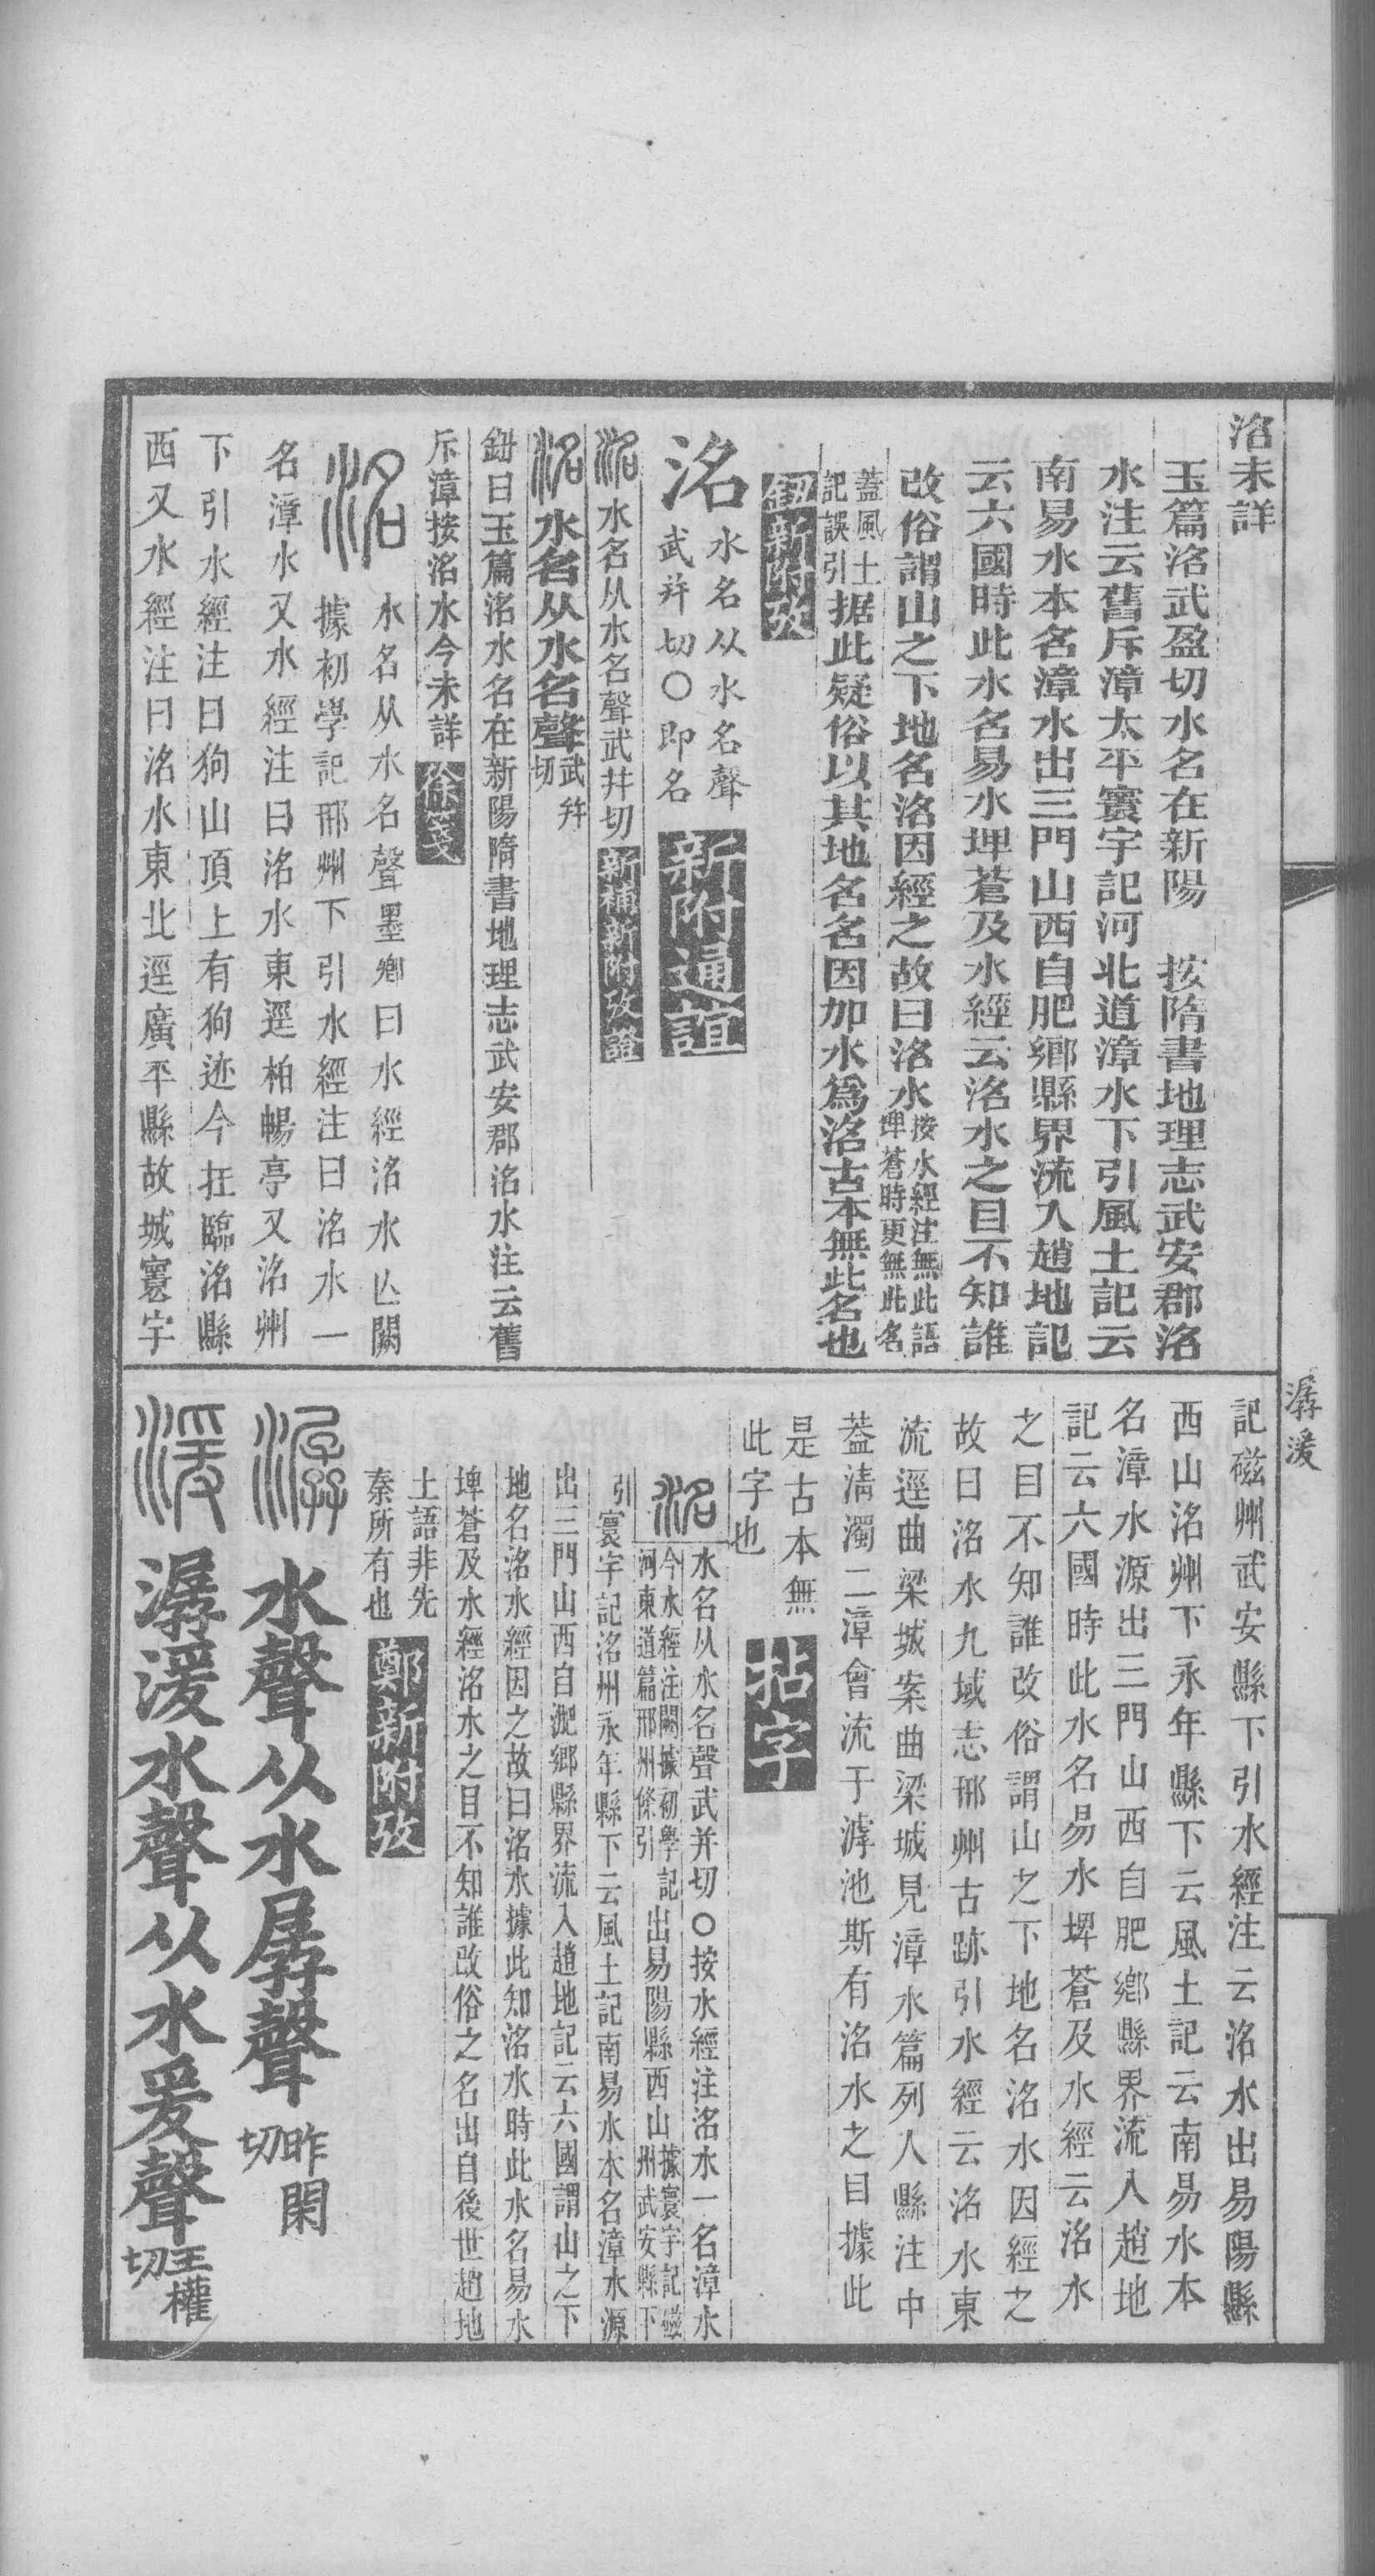 洺未詳
玉篇洺武盈切水名在新陽　按隋書地理志武安郡洺
水注云舊斥漳太平寰宇記河北道漳水下引風土記云
南易水本名漳水出三門山西自肥鄉縣界流入趙地記
云六國時此水名易水埤蒼及水經云洺水之目不知誰
改俗謂山之下地名洺因經之故曰洺水按水經注無此語
埤蒼時更無此名
蓋風土
記誤引据此疑俗以其地名名因加水爲洺古本無此名也
鈕新附攷
洺
水名从水名聲
武并切〇即名
新附通誼
洺水名从水名聲武并切新補新附攷證
洺水名从水名聲武并
切
鈕曰玉篇洺水名在新陽隋書地理志武安郡洺水注云舊
斥漳按洺水今未詳徐箋
洺
水名从水名聲墨鄉曰水經洺水亾闕
據初學記邢州下引水經注曰洺水一
名漳水又水經注曰洺水東逕柏暢亭又洺州
下引水經注曰狗山頂上有狗迹今在臨洺縣
西又水經注曰洺水東北逕廣平縣故城寰宇
潺湲
記磁州武安縣下引水經注云洺水出易陽縣
西山洺州下永年縣下云風土記云南易水本
名漳水源出三門山西自肥鄉縣界流入趙地
記云六國時此水名易水埤蒼及水經云洺水
之目不知誰改俗謂山之下地名洺水因經之
故曰洺水九域志邢州古跡引水經云洺水東
流逕曲梁城案曲梁城見漳水篇列人縣注中
葢淸濁二漳會流于滹池斯有洺水之目據此
是古本無
此字也
拈字
洺
水名从水名聲武并切〇按水經注洺水一名漳水
今水經注闕據初學記
河東道篇邢州條引
出易陽縣西山據寰宇記磁
州武安縣下
引寰宇記洺州永年縣下云風土記南易水本名漳水源
出三門山西自淝鄉縣界流入趙地記云六國謂山之下
地名洺水經因之故曰洺水據此知洺水時此水名易水
埤蒼及水經洺水之目不知誰改俗之名出自後世趙地
土語非先
秦所有也
鄭新附攷
潺水聲从水孱聲昨閑
切
湲潺湲水聲从水爰聲王權
切